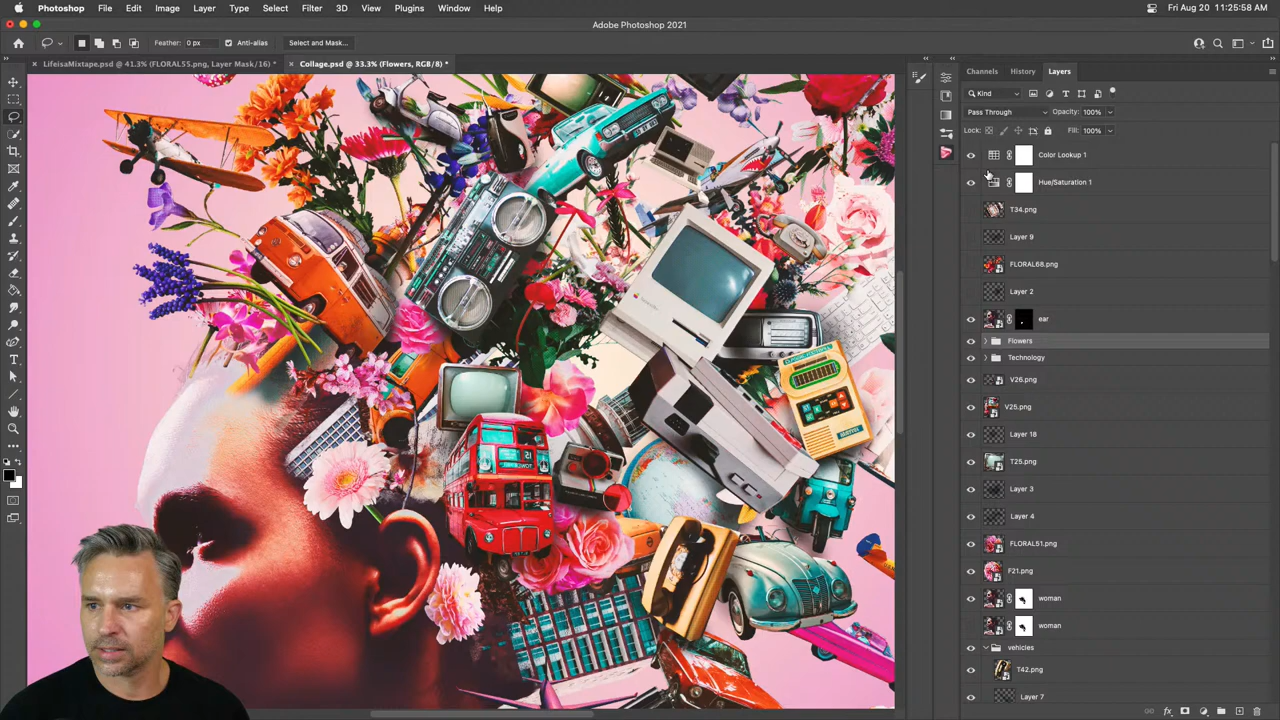 Photoshop File Edit Image Layer Type Select Filter 3D View Plugins Window Help Fri Aug 20 11:25:58 AM
Adobe Photoshop 2021
Feather: 0 px Anti-alias Select and Mask...
LifeisaMixtape.psd @ 41.3% (FLORAL55.png, Layer Mask/16) * Collage.psd @ 33.3% (Flowers, RGB/8) *
Channels History Layers
Kind
Pass Through Opacity: 100%
Lock: Fill: 100%
Color Lookup 1
Hue/Saturation 1
T34.png
Layer 9
FLORAL68.png
Layer 2
ear
Flowers
Technology
V26.png
V25.png
Layer 18
T25.png
Layer 3
Layer 4
FLORAL51.png
F21.png
woman
woman
vehicles
T42.png
Layer 7